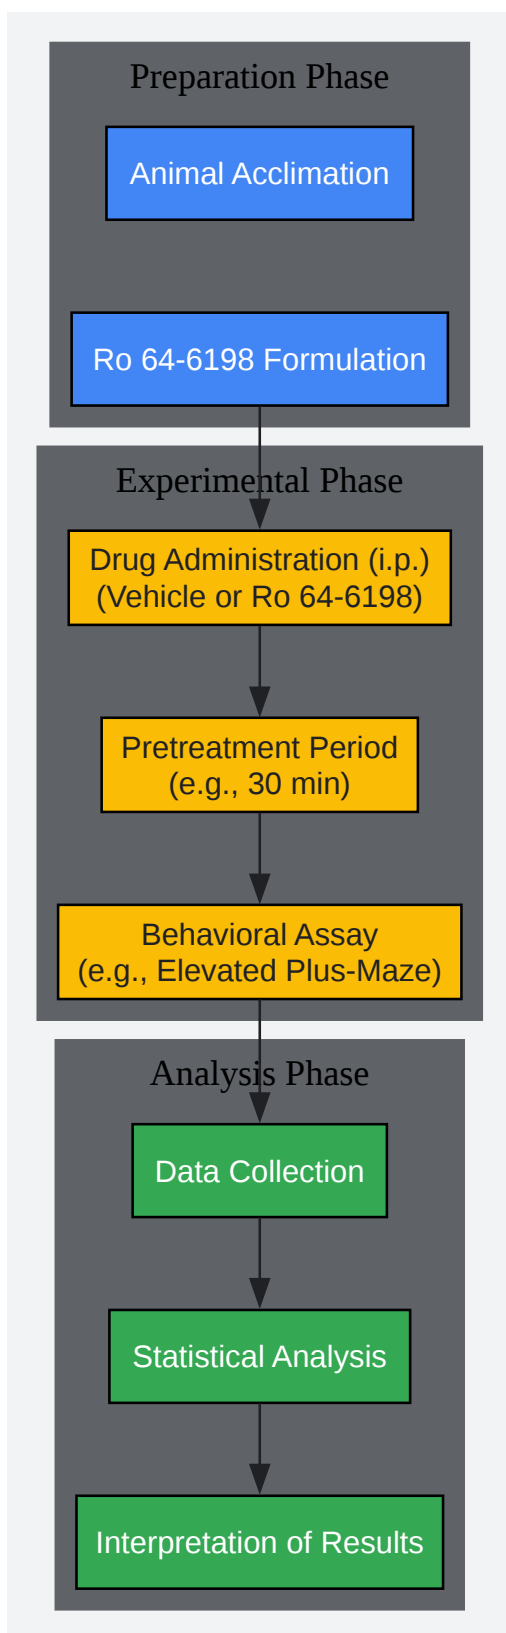 Preparation Phase
Animal Acclimation
Ro 64-6198 Formulation
Experimental Phase
Drug Administration (i.p.)
(Vehicle or Ro 64-6198)
Pretreatment Period
(e.g., 30 min)
Behavioral Assay
(e.g., Elevated Plus-Maze)
Analysis Phase
Data Collection
Statistical Analysis
Interpretation of Results